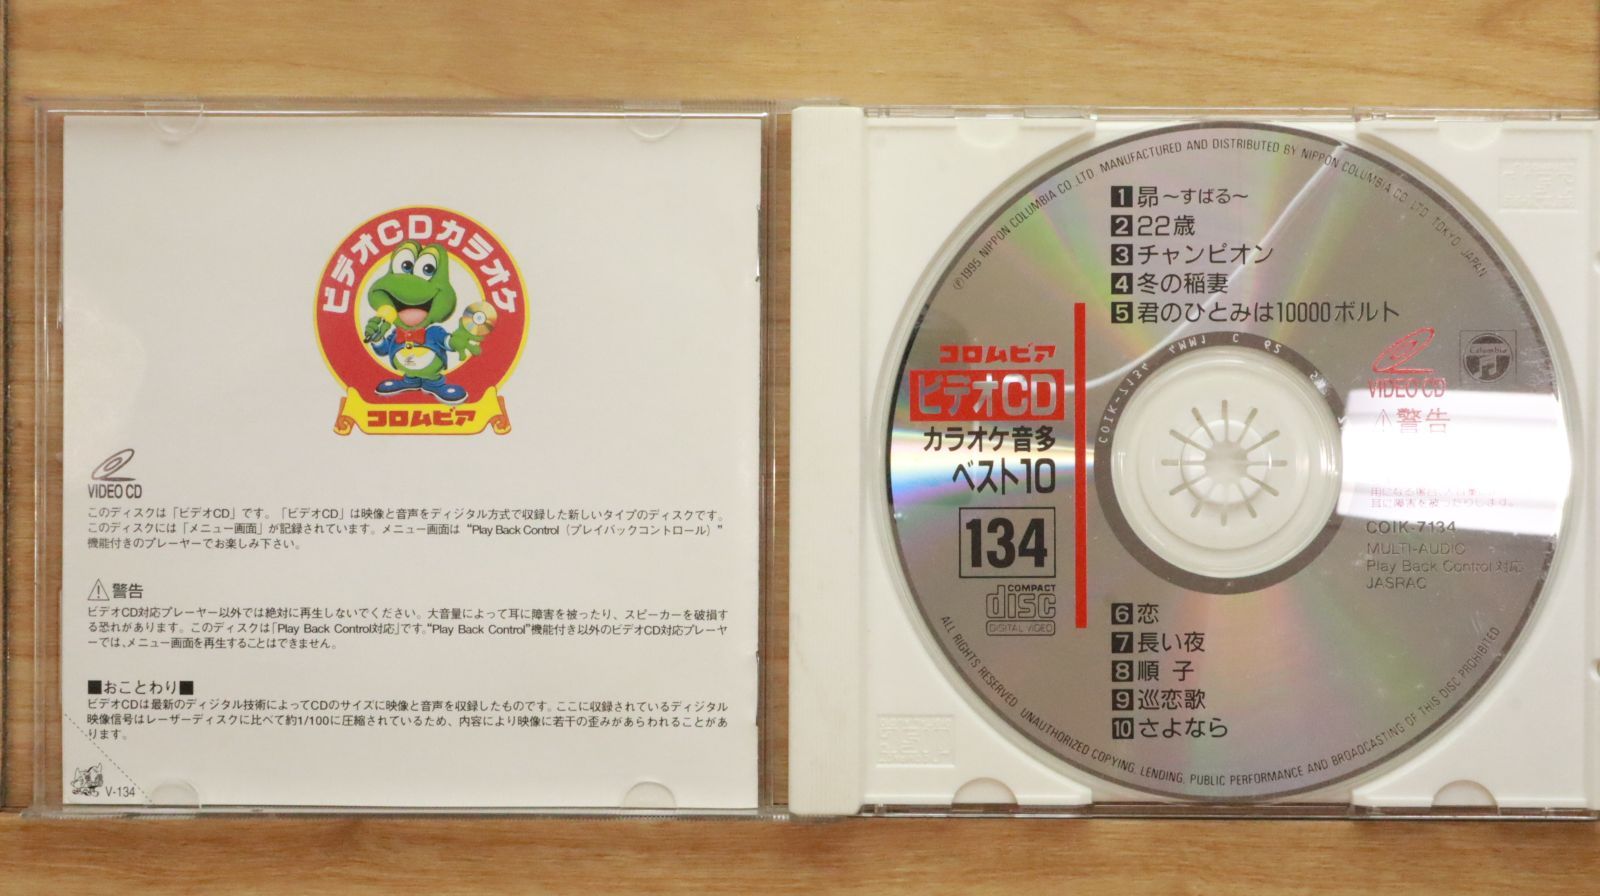 ビデオCDカラオケ
コロムビア
VIDEO CD
このディスクは「ビデオCD」です。「ビデオCD」は映像と音声をディジタル方式で収録した新しいタイプのディスクです。
このディスクには「メニュー画面」が記録されています。メニュー画面は“Play Back Control（プレイバックコントロール）”
機能付きのプレーヤーでお楽しみ下さい。
⚠警告
ビデオCD対応プレーヤー以外では絶対に再生しないでください。大音量によって耳に障害を被ったり、スピーカーを破損す
る恐れがあります。このディスクは「Play Back Control対応」です。“Play Back Control”機能付き以外のビデオCD対応プレーヤ
ーでは、メニュー画面を再生することはできません。
■おことわり■
ビデオCDは最新のディジタル技術によってCDのサイズに映像と音声を収録したものです。ここに収録されているディジタル
映像信号はレーザーディスクに比べて約1/100に圧縮されているため、内容により映像に若干の歪みがあらわれることがあ
ります。
V-134
℗1995 NIPPON COLUMBIA CO.,LTD. MANUFACTURED AND DISTRIBUTED BY NIPPON COLUMBIA CO.,LTD. TOKYO JAPAN
1 昴～すばる～
2 22歳
3 チャンピオン
4 冬の稲妻
5 君のひとみは10000ボルト
コロムビア
ビデオCD
カラオケ音多
ベスト10
134
COMPACT
disc
DIGITAL VIDEO
Columbia
VIDEO CD
⚠警告
耳に障害を被ったりします。
COIK-7134
MULTI-AUDIO
Play Back Control対応
JASRAC
6 恋
7 長い夜
8 順子
9 巡恋歌
10 さよなら
ALL RIGHTS RESERVED. UNAUTHORIZED COPYING, LENDING, PUBLIC PERFORMANCE AND BROADCASTING OF THIS DISC PROHIBITED